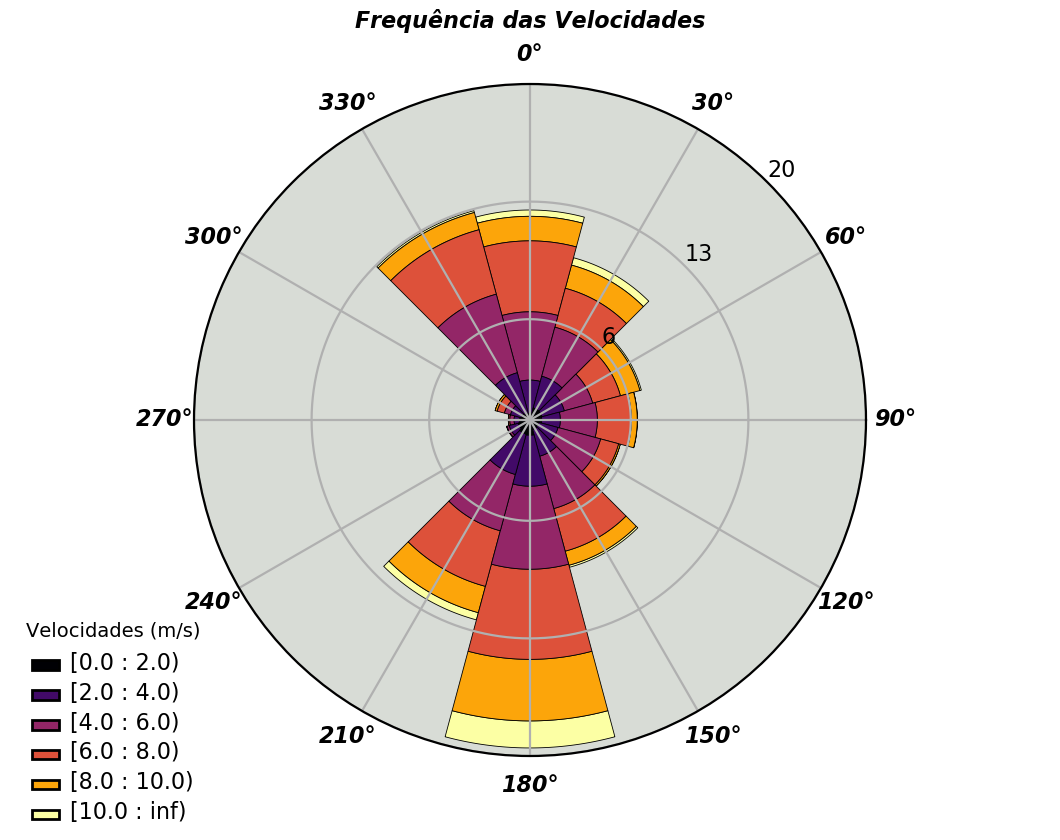 Frequência das Velocidades
0°
330°
30°
20
300°
60°
13
6
270°
90°
240°
120°
Velocidades (m/s)
[0.0 : 2.0)
[2.0 : 4.0)
[4.0 : 6.0)
210°
150°
[6.0 : 8.0)
[8.0 : 10.0)
180°
[10.0 : inf)